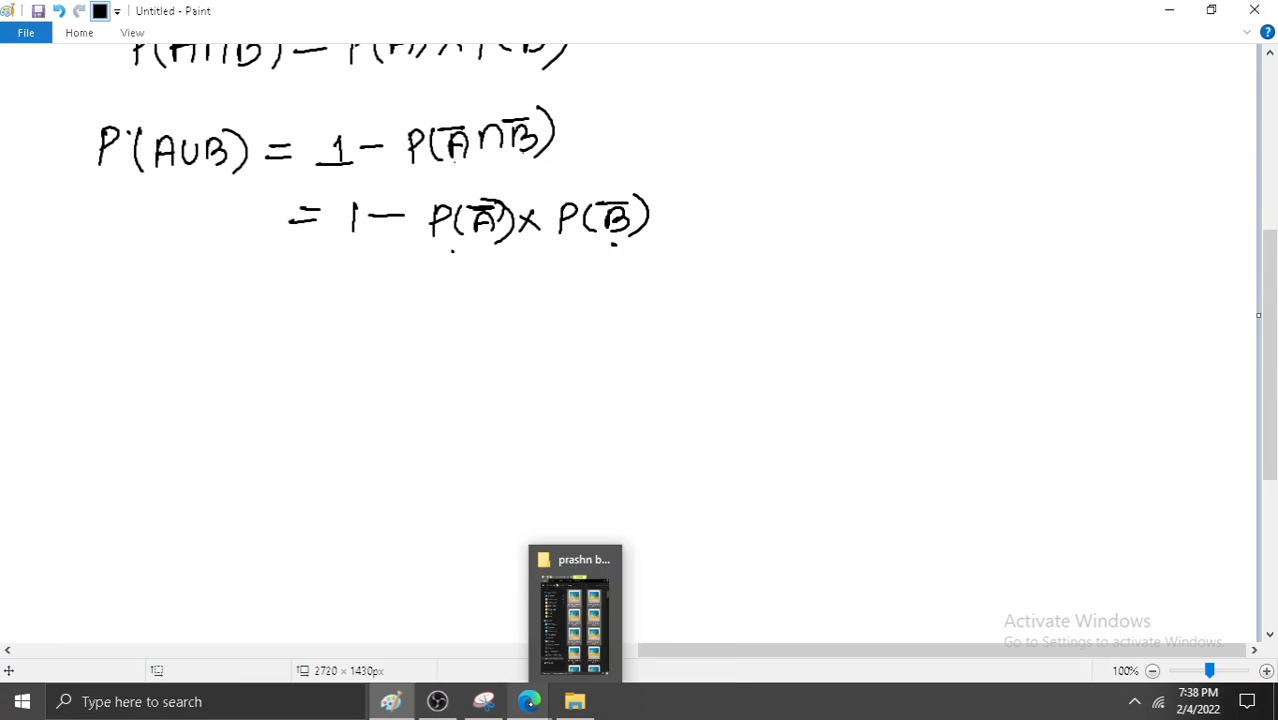 Untitled - Paint
File Home View
P(A∩B) = P(A) × P(B)
P(A∪B) = 1 - P(A̅∩B̅)
= 1 - P(A̅) × P(B̅)
prashn b...
Activate Windows
Go to Settings to activate Windows.
2720 × 1430px
100%
Type here to search
7:38 PM
2/4/2022